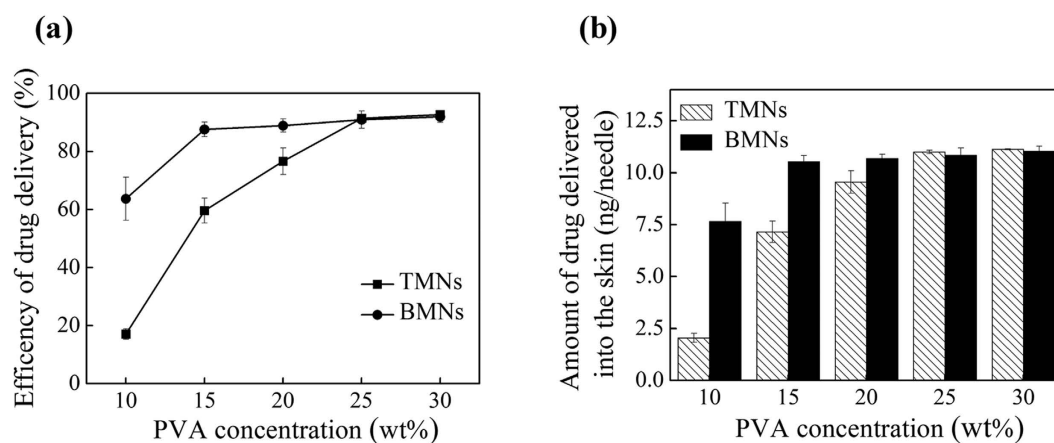 (a)
Efficency of drug delivery (%)
100
80
60
40
20
0
TMNs
BMNs
10 15 20 25 30
PVA concentration (wt%)
(b)
Amount of drug delivered
into the skin (ng/needle)
12.5
10.0
7.5
5.0
2.5
0.0
TMNs
BMNs
10 15 20 25 30
PVA concentration (wt%)